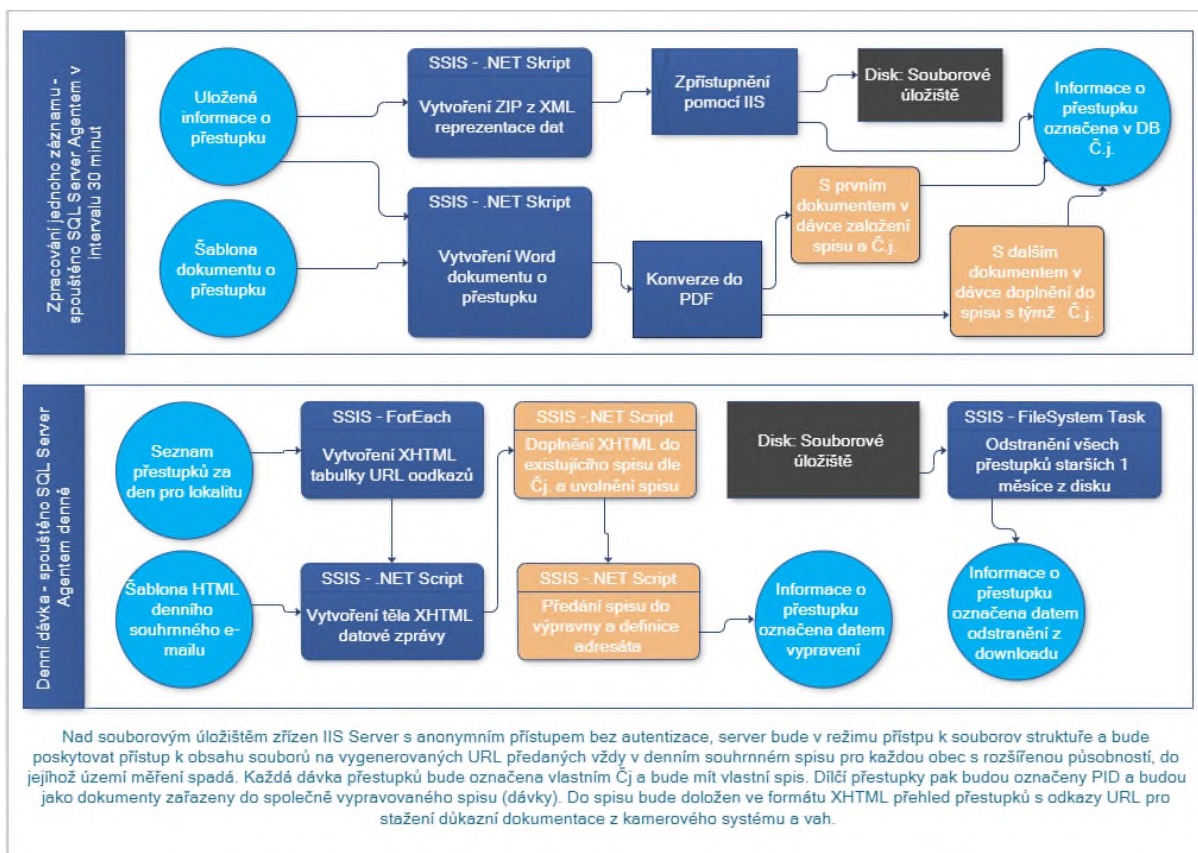 Zpracování jednoho záznamu-
spouštěno SQL Server Agentem v
intervalu 30 minut
Uložená
informace o
přestupku
Šablona
dokumentu o
přestupku
SSIS - .NET Skript
Vytvoření ZIP z XML
reprezentace dat
SSIS - .NET Skript
Vytvoření Word
dokumentu o
přestupku
Zpřístupnění
pomocí IIS
Disk: Souborové
úložiště
Konverze do
PDF
S prvním
dokumentem v
dávce založení
spisu a Č.j.
S dalším
dokumentem v
dávce doplnění do
spisu s týmž Č.j.
Informace o
přestupku
označena v DB
Č.j.
Denní dávka - spouštěno SQL Server
Agentem denně
Seznam
přestupků za
den pro lokalitu
Šablona HTML
denního
souhrnného e-
mailu
SSIS - ForEach
Vytvoření XHTML
tabulky URL oodkazů
SSIS - .NET Script
Vytvoření těla XHTML
datové zprávy
SSIS -.NET Script
Doplnění XHTML do
existujícího spisu dle
Čj. a uvolnění spisu
SSIS -.NET Script
Předání spisu do
výpravny a definice
adresáta
Disk: Souborové
úložiště
Informace o
přestupku
označena datem
vypravení
SSIS - FileSystem Task
Odstranění všech
přestupků starších 1
měsíce z disku
Informace o
přestupku
označena datem
odstranění z
downloadu
Nad souborovým úložištěm zřízen IIS Server s anonymním přístupem bez autentizace, server bude v režimu přístpu k souborov struktuře a bude
poskytovat přístup k obsahu souborů na vygenerovaných URL předaných vždy v denním souhrnném spisu pro každou obec s rozšířenou působností, do
jejíhož území měření spadá. Každá dávka přestupků bude označena vlastním Čj a bude mít vlastní spis. Dílčí přestupky pak budou označeny PID a budou
jako dokumenty zařazeny do společně vypravovaného spisu (dávky). Do spisu bude doložen ve formátu XHTML přehled přestupků s odkazy URL pro
stažení důkazní dokumentace z kamerového systému a vah.